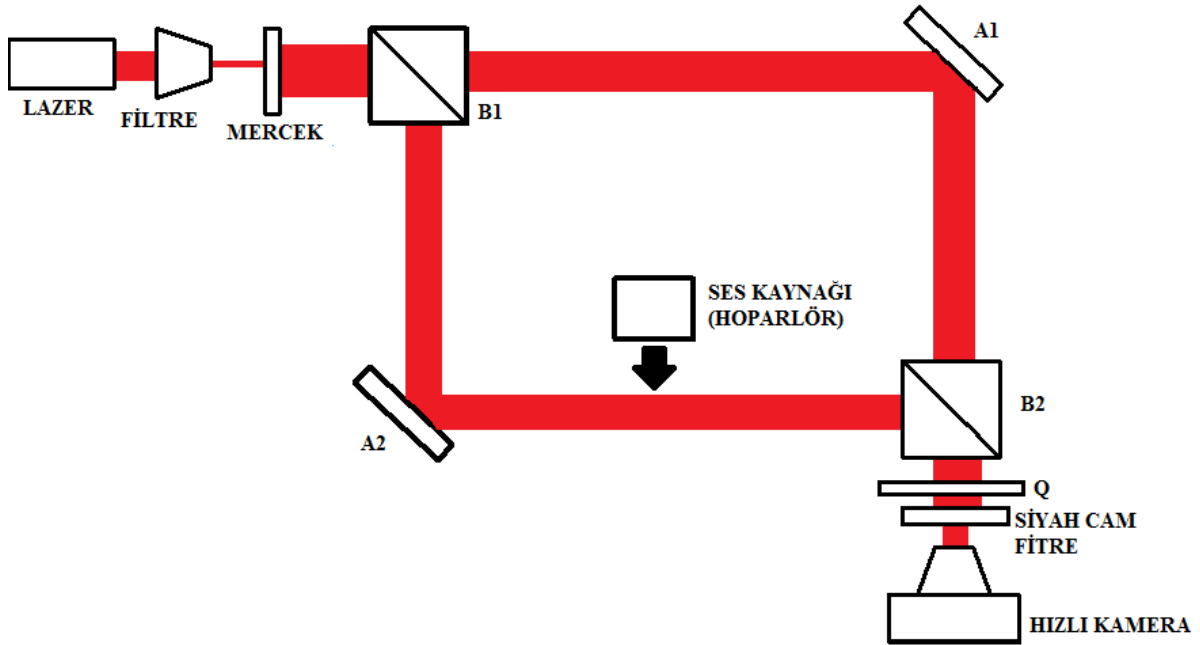 A1
LAZER
FİLTRE
MERCEK
B1
SES KAYNAĞI
(HOPARLÖR)
A2
B2
Q
SİYAH CAM
FİTRE
HIZLI KAMERA